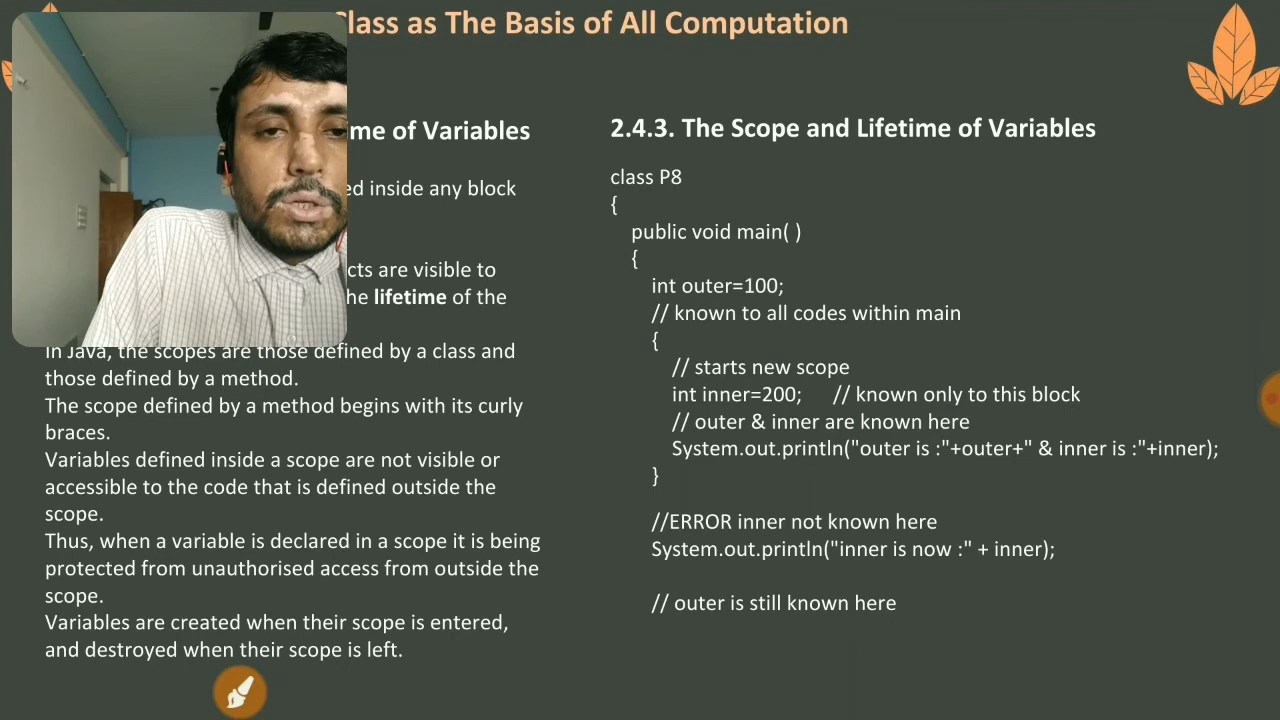 Class as The Basis of All Computation
me of Variables
ed inside any block
cts are visible to
he lifetime of the
In Java, the scopes are those defined by a class and
those defined by a method.
The scope defined by a method begins with its curly
braces.
Variables defined inside a scope are not visible or
accessible to the code that is defined outside the
scope.
Thus, when a variable is declared in a scope it is being
protected from unauthorised access from outside the
scope.
Variables are created when their scope is entered,
and destroyed when their scope is left.
2.4.3. The Scope and Lifetime of Variables
class P8
{
public void main( )
{
int outer=100;
// known to all codes within main
{
// starts new scope
int inner=200; // known only to this block
// outer & inner are known here
System.out.println("outer is :"+outer+" & inner is :"+inner);
}
//ERROR inner not known here
System.out.println("inner is now :" + inner);
// outer is still known here